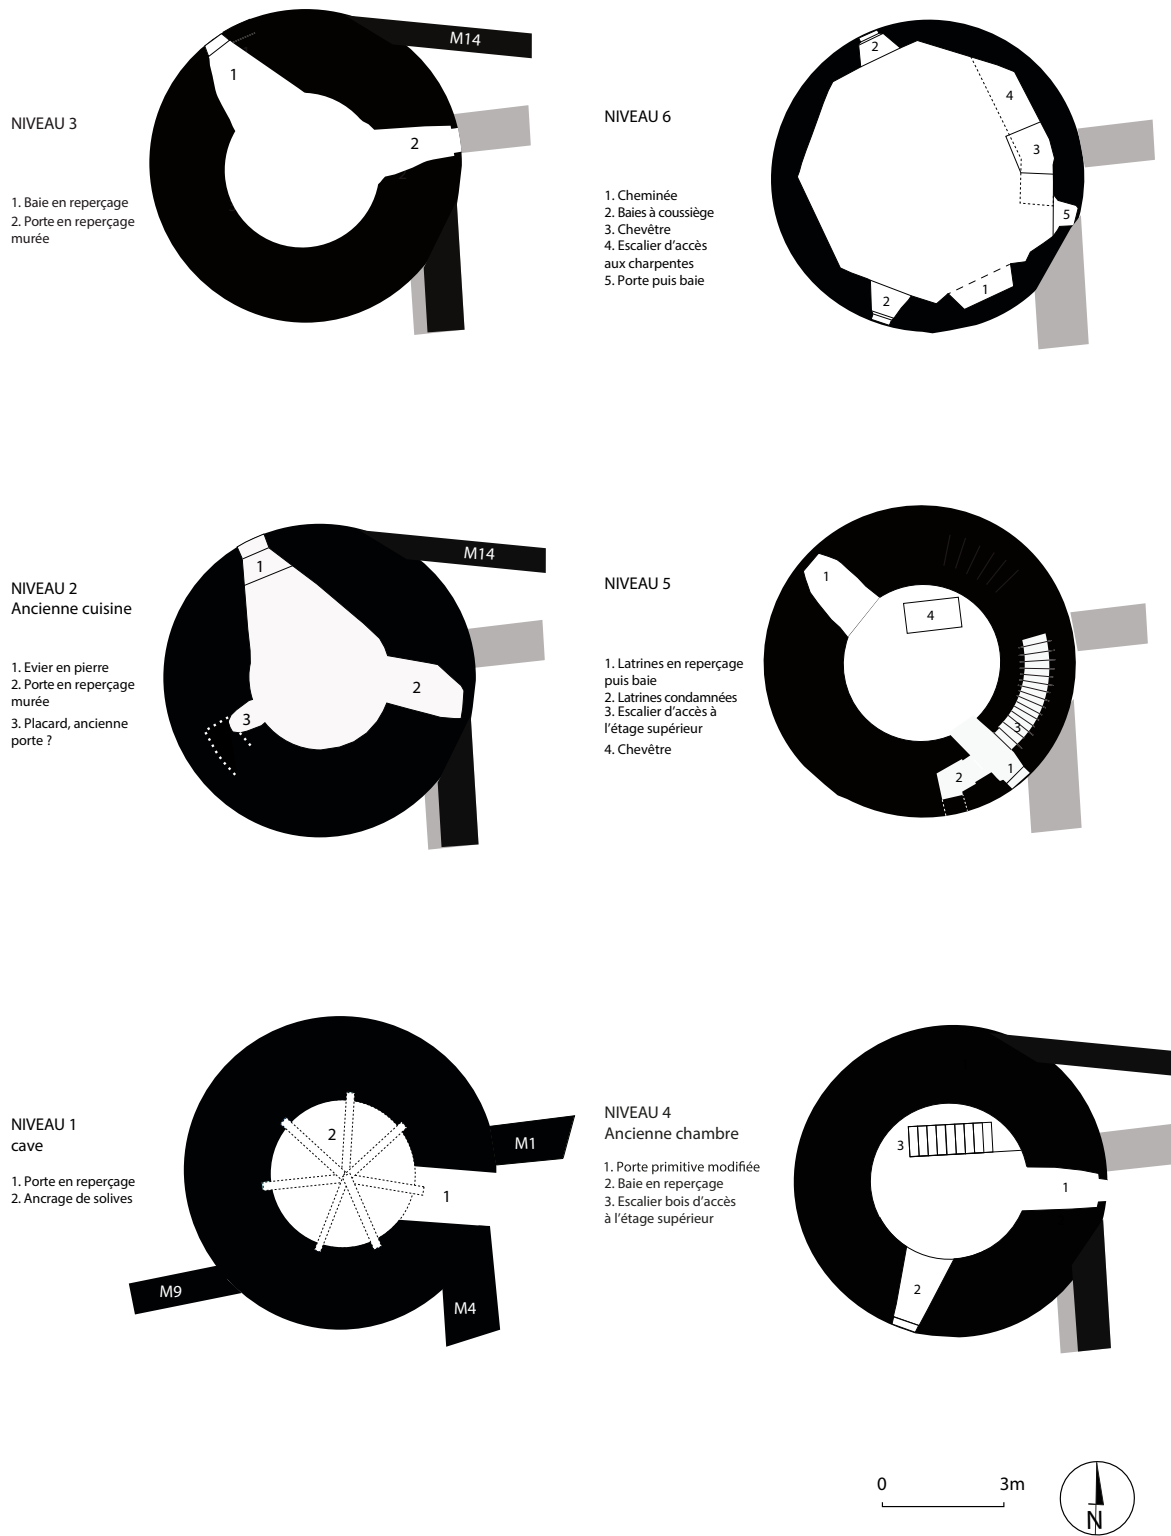 NIVEAU 3
1. Baie en reperçage
2. Porte en reperçage
murée
1
2
M14
NIVEAU 6
1. Cheminée
2. Baies à coussiège
3. Chevêtre
4. Escalier d'accès
aux charpentes
5. Porte puis baie
2
4
3
5
1
2
NIVEAU 2
Ancienne cuisine
1. Evier en pierre
2. Porte en reperçage
murée
3. Placard, ancienne
porte ?
1
2
3
M14
NIVEAU 5
1. Latrines en reperçage
puis baie
2. Latrines condamnées
3. Escalier d'accès à
l'étage supérieur
4. Chevêtre
1
4
3
2
1
NIVEAU 1
cave
1. Porte en reperçage
2. Ancrage de solives
2
1
M1
M9
M4
NIVEAU 4
Ancienne chambre
1. Porte primitive modifiée
2. Baie en reperçage
3. Escalier bois d'accès
à l'étage supérieur
3
1
2
0 3m
N